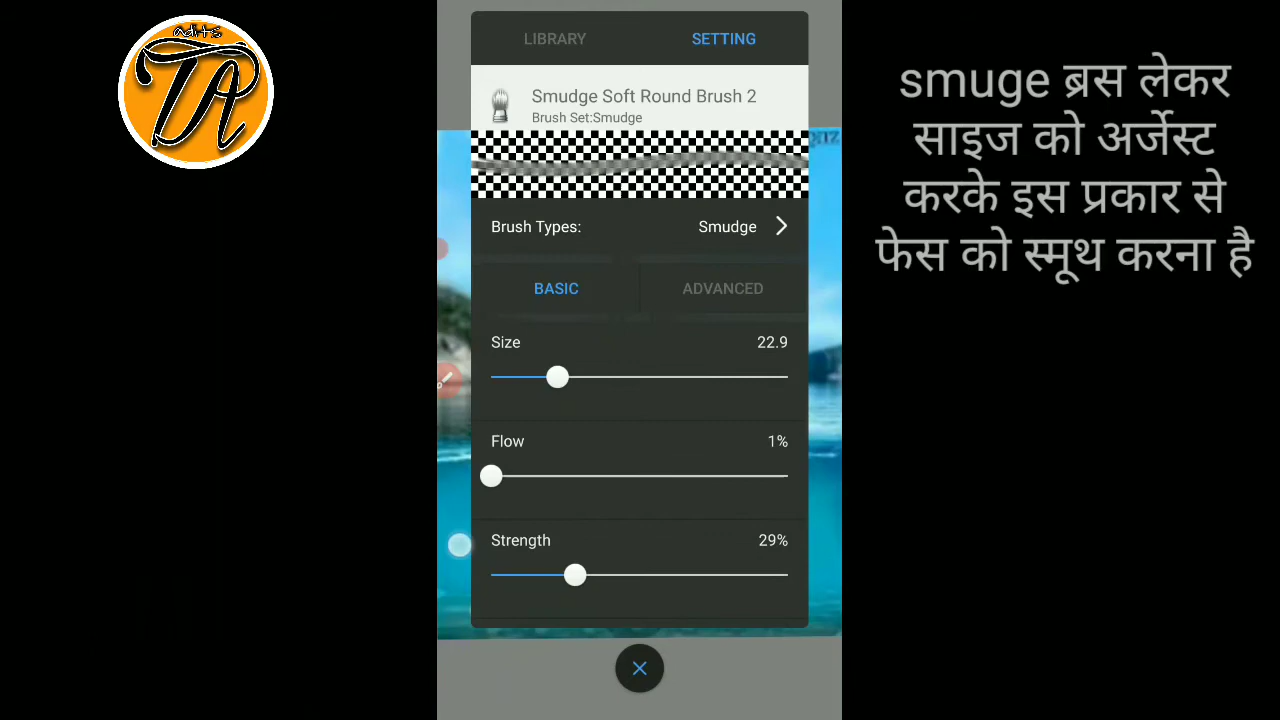 adits
TA
LIBRARY SETTING
Smudge Soft Round Brush 2
Brush Set:Smudge
Brush Types: Smudge
BASIC ADVANCED
Size 22.9
Flow 1%
Strength 29%
smuge ब्रस लेकर
साइज को अर्जेस्ट
करके इस प्रकार से
फेस को स्मूथ करना है